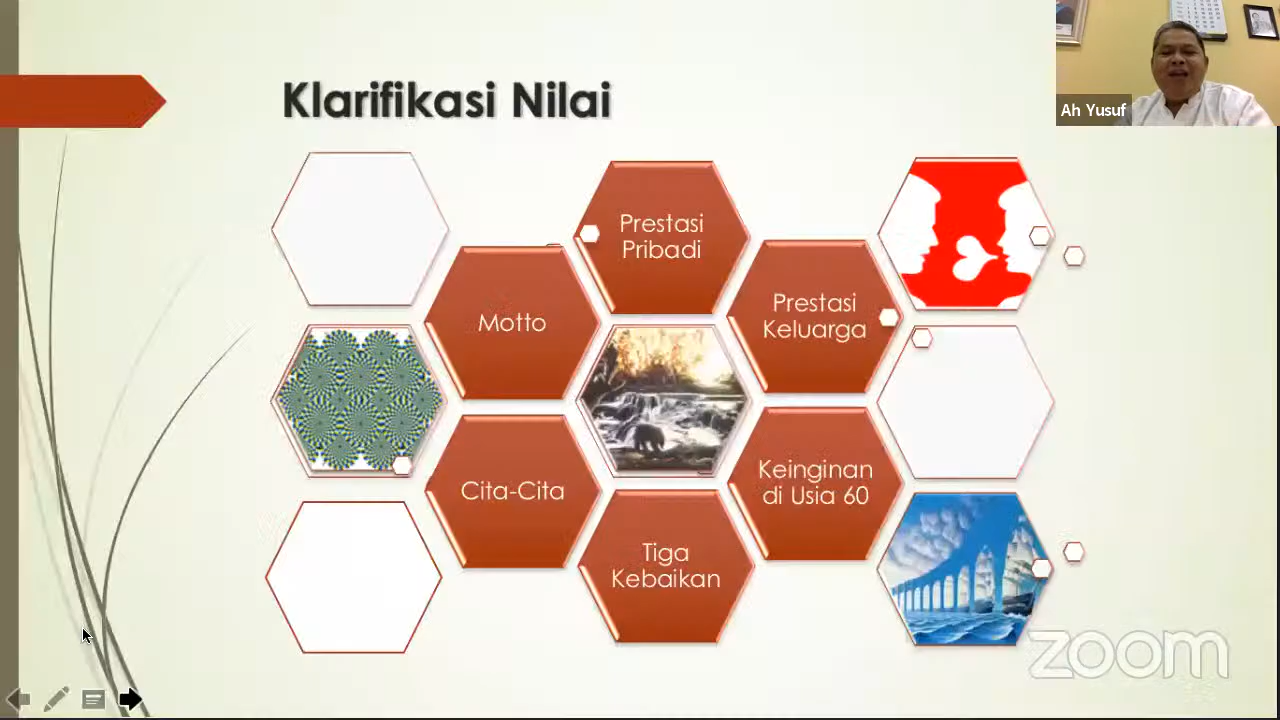 Klarifikasi Nilai
Ah Yusuf
Prestasi
Pribadi
Motto
Prestasi
Keluarga
Cita-Cita
Keinginan
di Usia 60
Tiga
Kebaikan
zoom